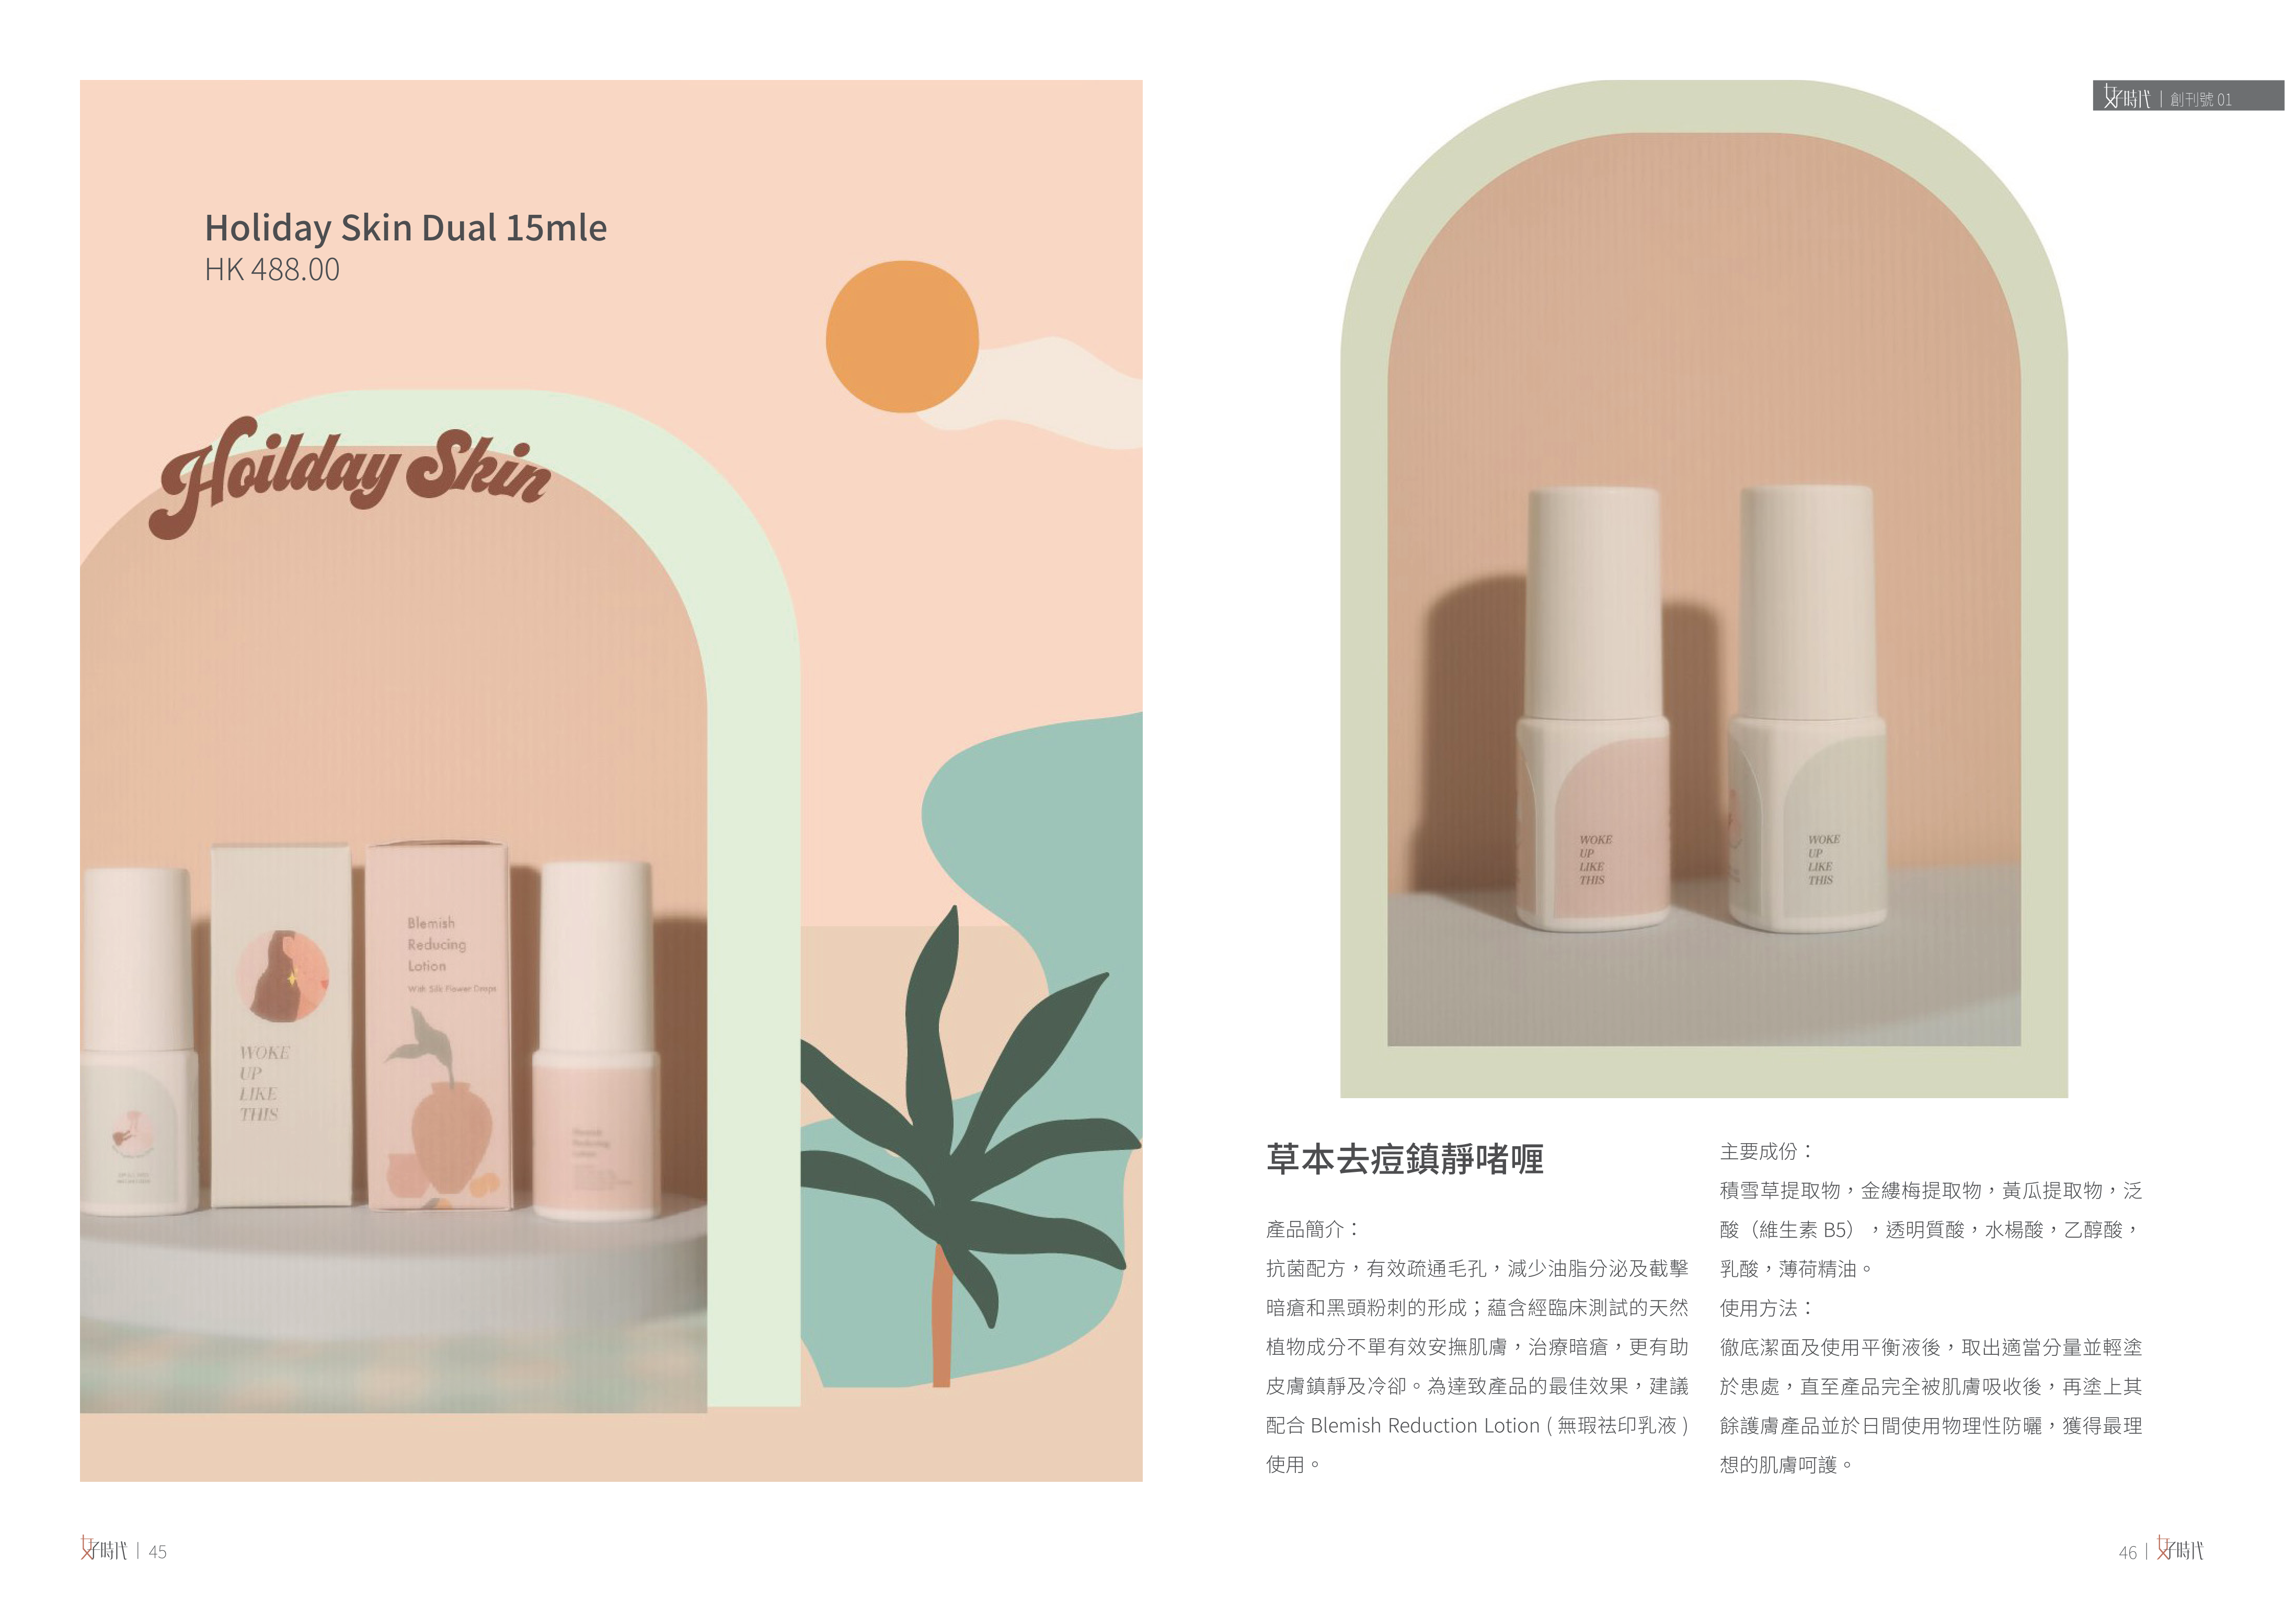 Holiday Skin Dual 15mle
HK 488.00
Hoilday Skin
WOKE
UP
LIKE
THIS
Blemish
Reducing
Lotion
With Silk Flower Drops
女子時代 | 45
女子時代 | 創刊號 01
WOKE
UP
LIKE
THIS
WOKE
UP
LIKE
THIS
草本去痘鎮靜啫喱
產品簡介：
抗菌配方，有效疏通毛孔，減少油脂分泌及截擊
暗瘡和黑頭粉刺的形成；蘊含經臨床測試的天然
植物成分不單有效安撫肌膚，治療暗瘡，更有助
皮膚鎮靜及冷卻。為達致產品的最佳效果，建議
配合 Blemish Reduction Lotion ( 無瑕祛印乳液 )
使用。
主要成份：
積雪草提取物，金縷梅提取物，黃瓜提取物，泛
酸（維生素 B5），透明質酸，水楊酸，乙醇酸，
乳酸，薄荷精油。
使用方法：
徹底潔面及使用平衡液後，取出適當分量並輕塗
於患處，直至產品完全被肌膚吸收後，再塗上其
餘護膚產品並於日間使用物理性防曬，獲得最理
想的肌膚呵護。
46 | 女子時代